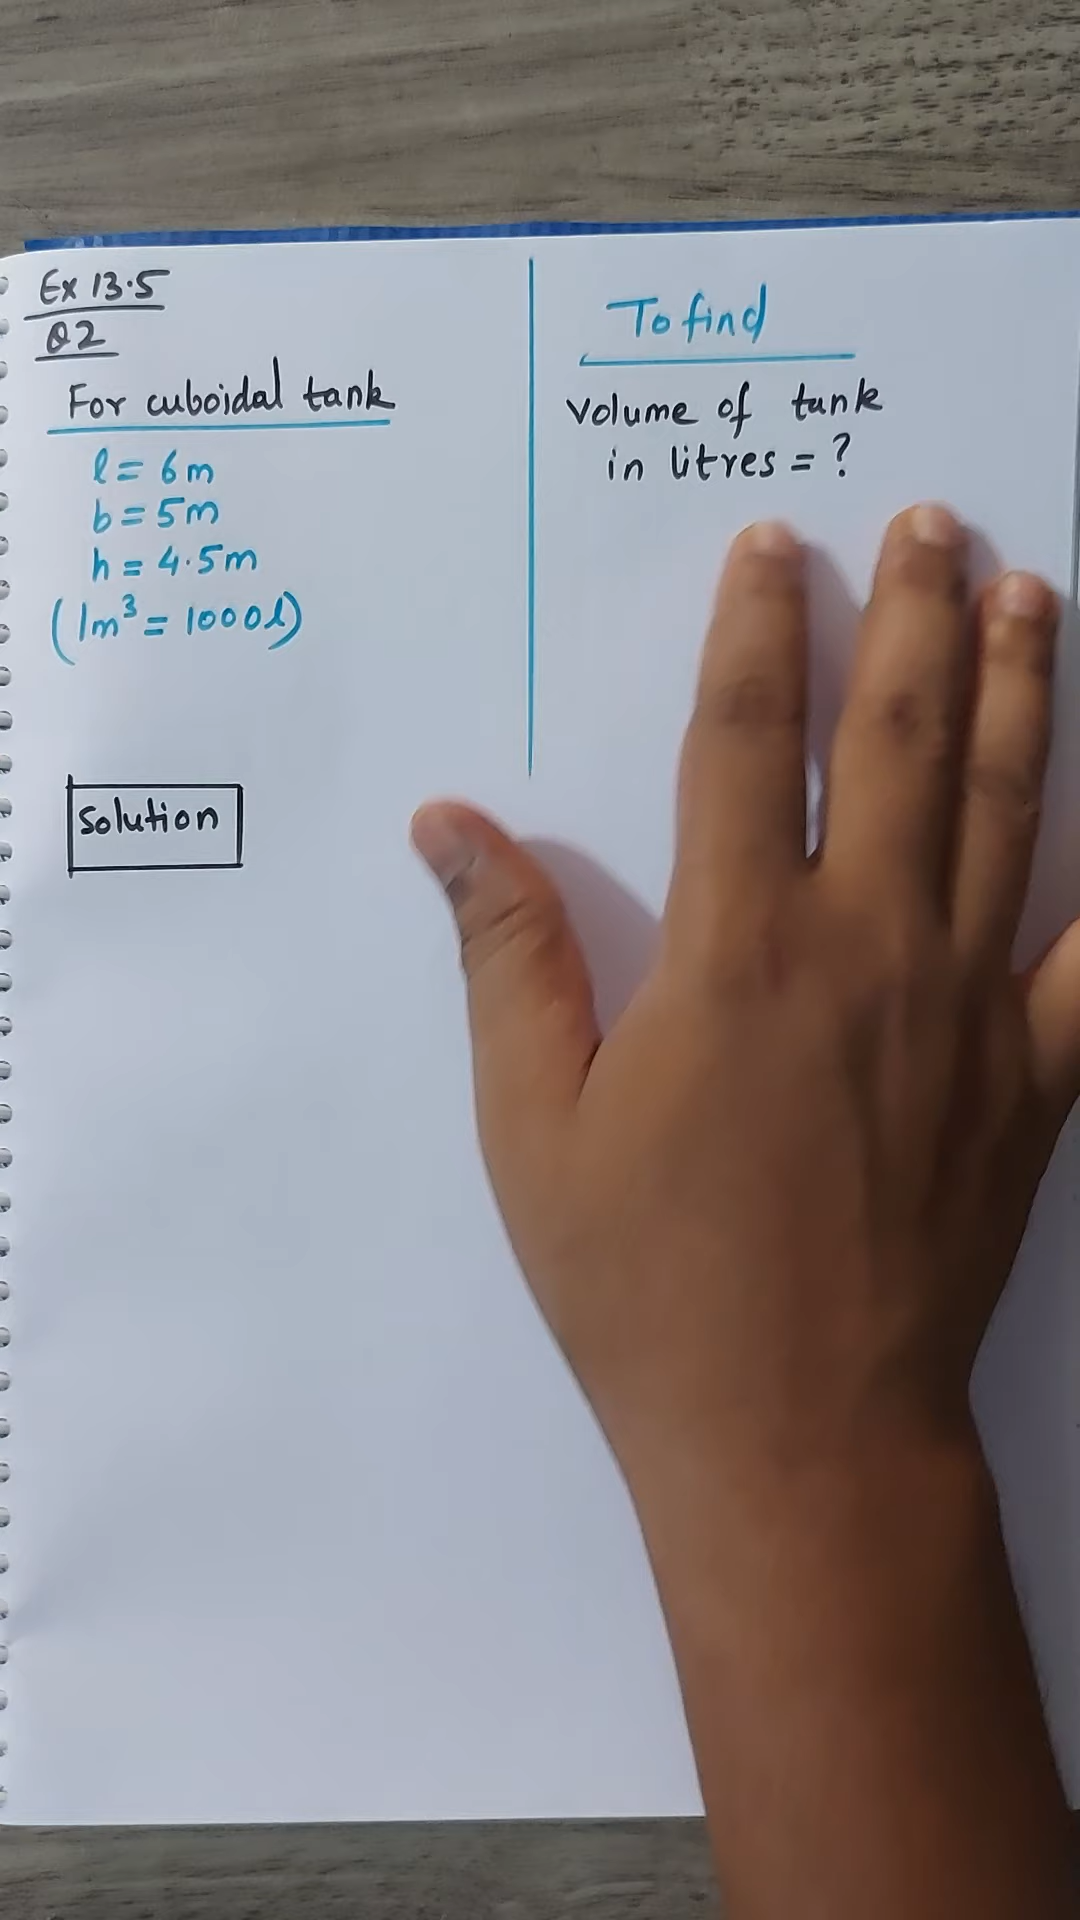 Ex 13.5
Q2
For cuboidal tank
l = 6m
b = 5m
h = 4.5m
(1m³ = 1000l)
To find
Volume of tank
in litres = ?
Solution